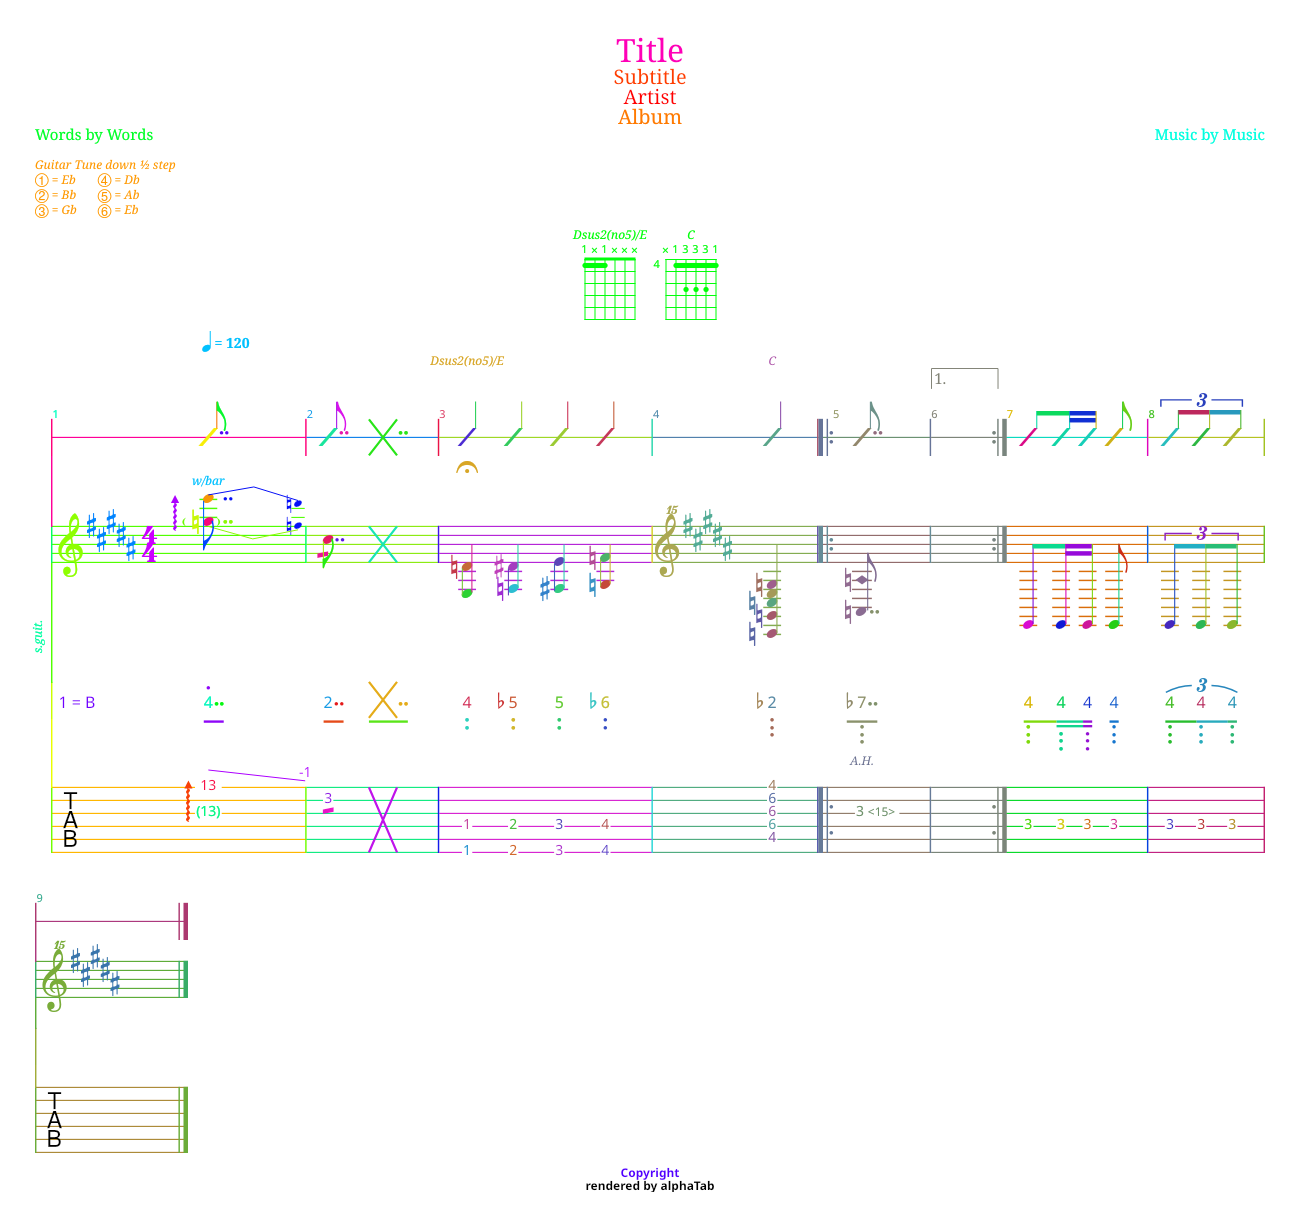 Title
Subtitle
Artist
Album
Words by Words
Music by Music
Guitar Tune down ½ step
① = Eb ④ = Db
② = Bb ⑤ = Ab
③ = Gb ⑥ = Eb
Dsus2(no5)/E C
1 × 1 × × × × 1 3 3 3 1
4
= 120
Dsus2(no5)/E C
1.
1 2 3 4 5 6 7 8
3
w/bar
15
4
4
3
s.guit.
3
1 = B 4 2 4 ♭5 5 ♭6 ♭2 ♭7 4 4 4 4 4 4 4
A.H.
-1
13 4
3 6
(13) 6 3 <15>
1 2 3 4 6 3 3 3 3 3 3 3
4
1 2 3 4
T
A
B
9
15
T
A
B
Copyright
rendered by alphaTab